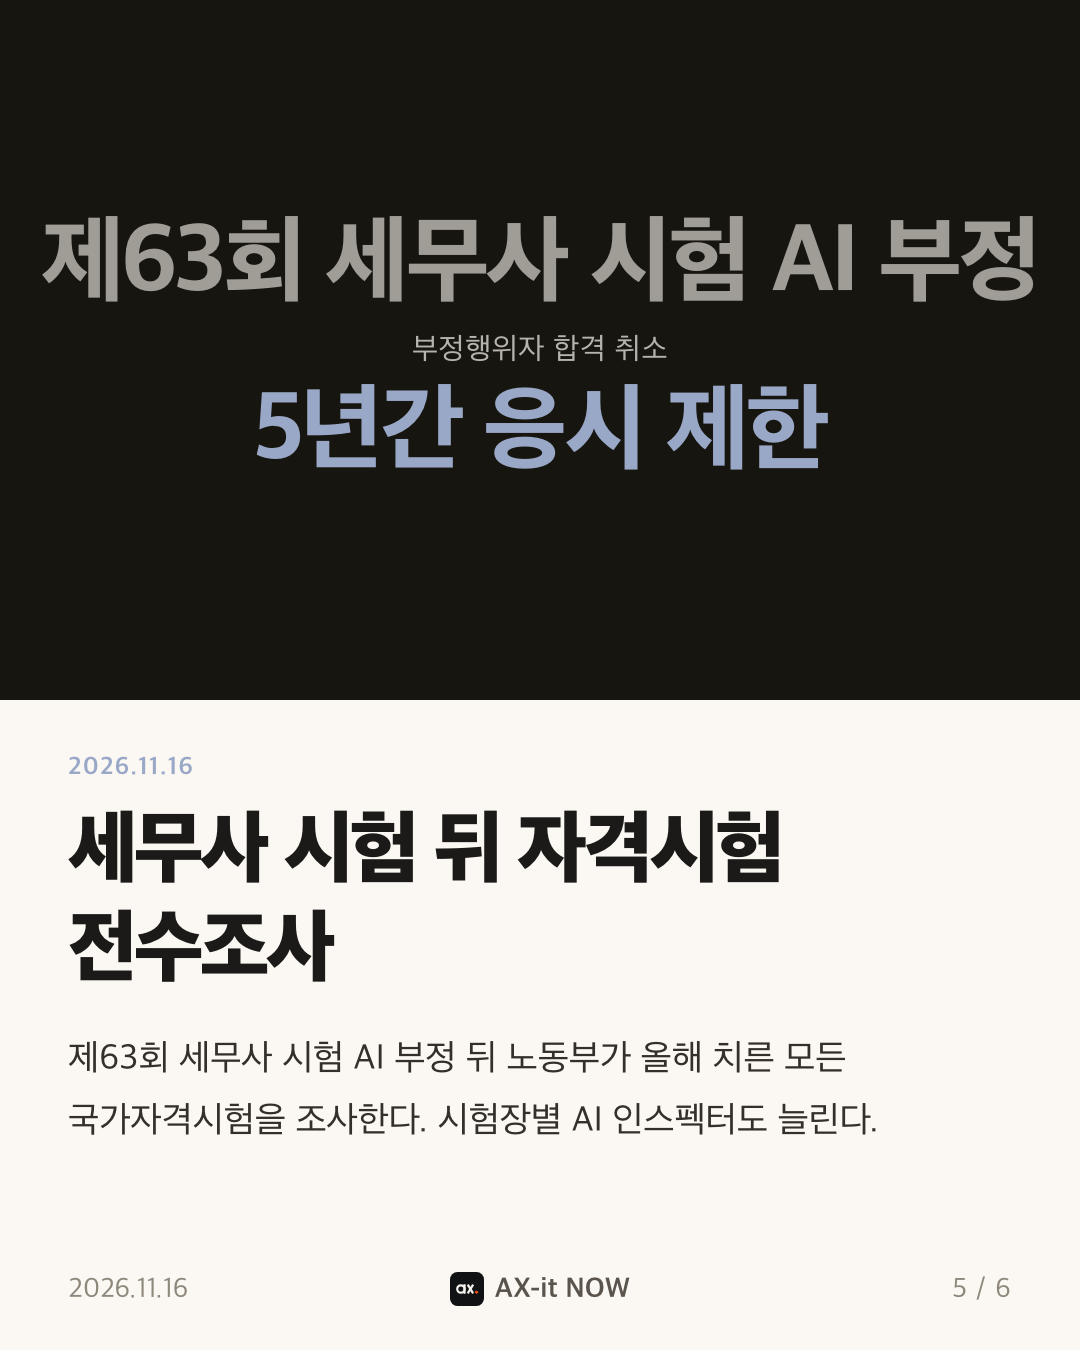 제63회 세무사 시험 AI 부정
부정행위자 합격 취소
5년간 응시 제한
2026.11.16
세무사 시험 뒤 자격시험
전수조사
제63회 세무사 시험 AI 부정 뒤 노동부가 올해 치른 모든
국가자격시험을 조사한다. 시험장별 AI 인스펙터도 늘린다.
2026.11.16
ax. AX-it NOW
5 / 6